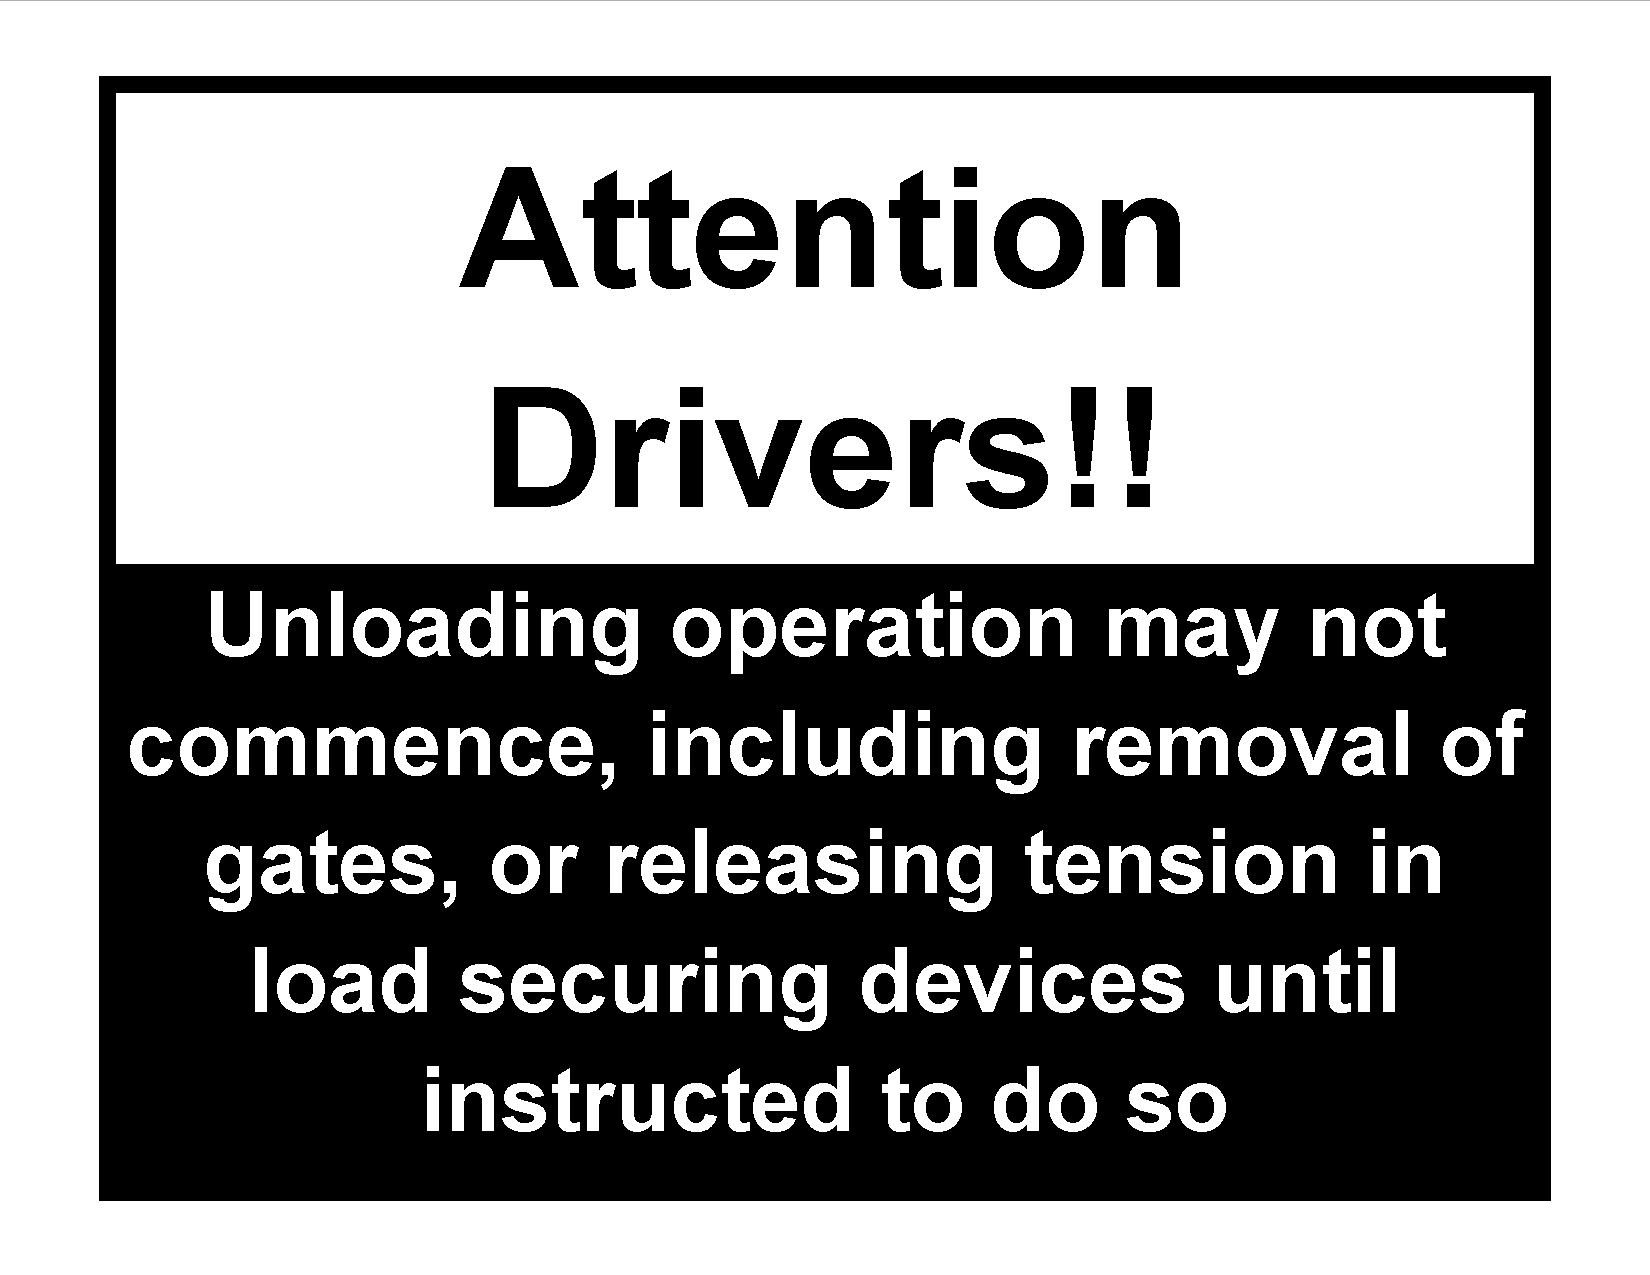 Attention
Drivers!!
Unloading operation may not
commence, including removal of
gates, or releasing tension in
load securing devices until
instructed to do so